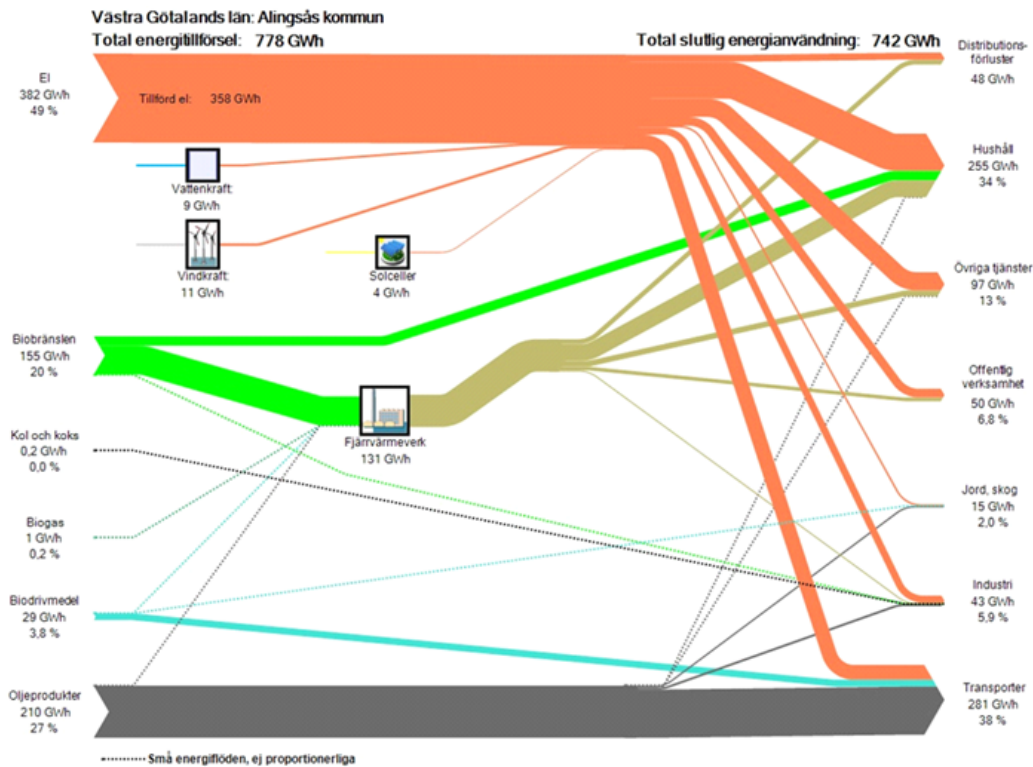 Västra Götalands län: Alingsås kommun
Total energitillförsel: 778 GWh
Total slutlig energianvändning: 742 GWh
El
382 GWh
49 %
Tillförd el: 358 GWh
Vattenkraft:
9 GWh
Vindkraft:
11 GWh
Solceller
4 GWh
Biobränslen
155 GWh
20 %
Fjärrvärmeverk
131 GWh
Kol och koks
0,2 GWh
0,0 %
Biogas
1 GWh
0,2 %
Biodrivmedel
29 GWh
3,8 %
Oljeprodukter
210 GWh
27 %
Distributions-
förluster
48 GWh
Hushåll
255 GWh
34 %
Övriga tjänster
97 GWh
13 %
Offentlig
verksamhet
50 GWh
6,8 %
Jord, skog
15 GWh
2,0 %
Industri
43 GWh
5,9 %
Transporter
281 GWh
38 %
Små energiflöden, ej proportionerliga